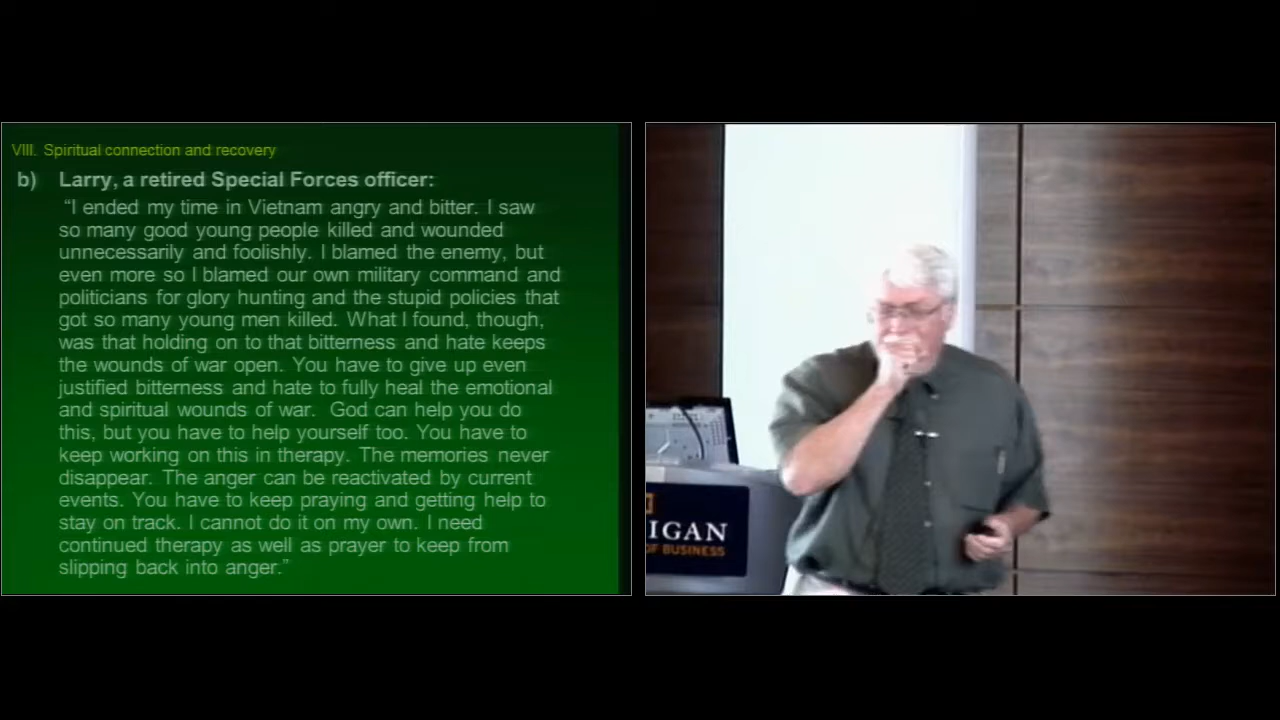 VIII. Spiritual connection and recovery
b) Larry, a retired Special Forces officer:
“I ended my time in Vietnam angry and bitter. I saw
so many good young people killed and wounded
unnecessarily and foolishly. I blamed the enemy, but
even more so I blamed our own military command and
politicians for glory hunting and the stupid policies that
got so many young men killed. What I found, though,
was that holding on to that bitterness and hate keeps
the wounds of war open. You have to give up even
justified bitterness and hate to fully heal the emotional
and spiritual wounds of war. God can help you do
this, but you have to help yourself too. You have to
keep working on this in therapy. The memories never
disappear. The anger can be reactivated by current
events. You have to keep praying and getting help to
stay on track. I cannot do it on my own. I need
continued therapy as well as prayer to keep from
slipping back into anger.”
IGAN
OF BUSINESS